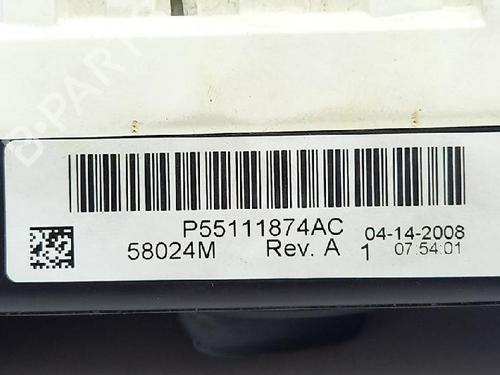 B-PARTS
P55111874AC 04-14-2008
58024M Rev. A 1 07:54:01